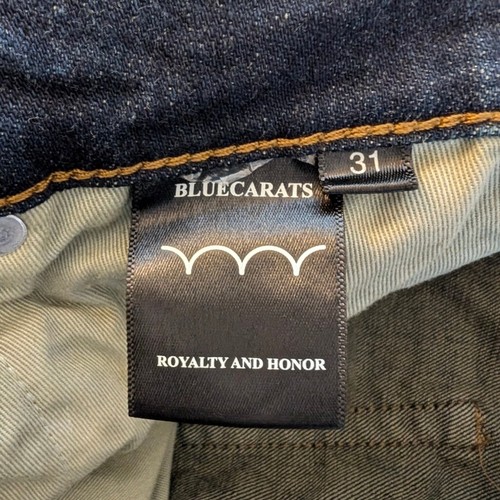 31
BLUECARATS
ROYALTY AND HONOR